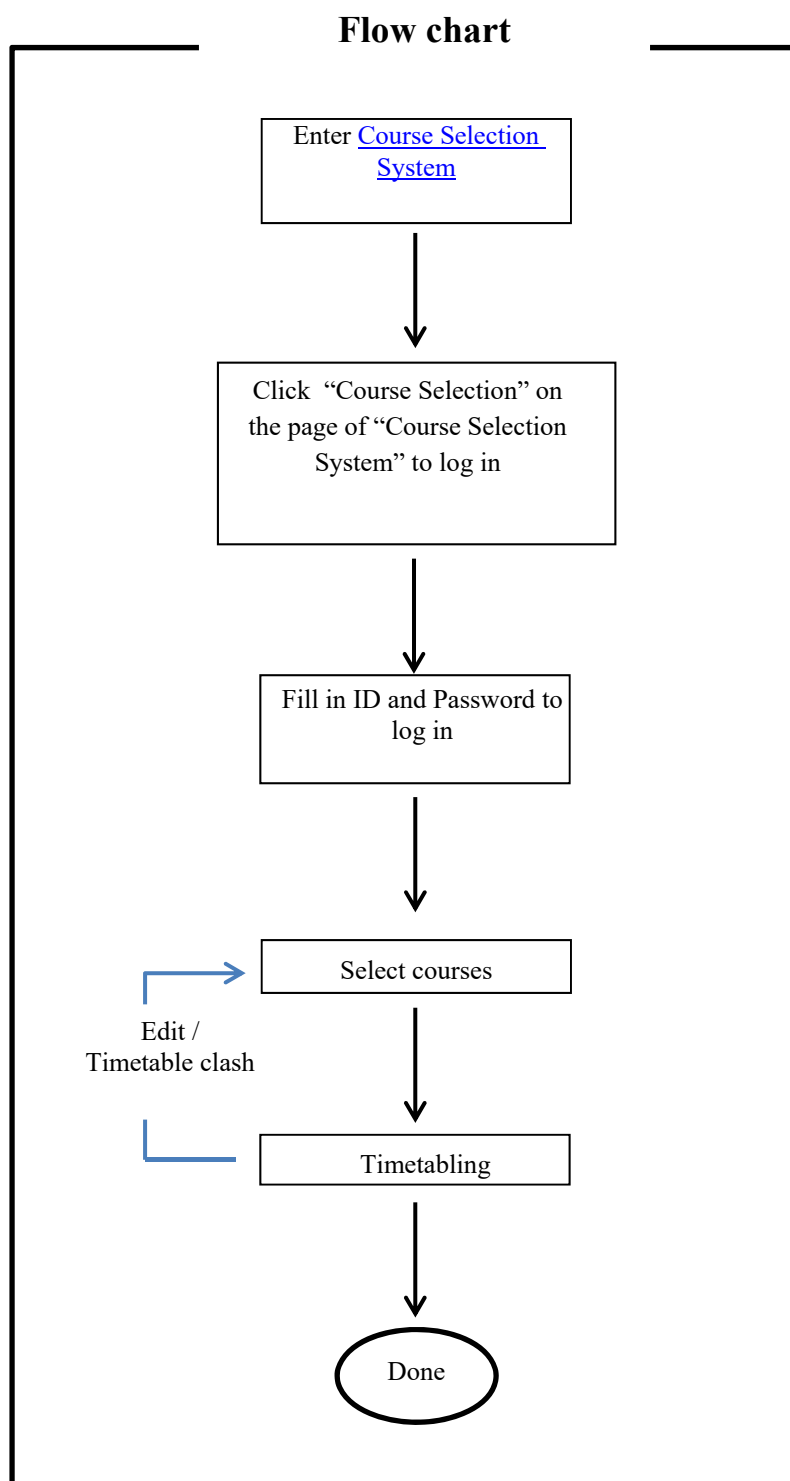 Flow chart
Enter Course Selection
System
Click “Course Selection” on
the page of “Course Selection
System” to log in
Fill in ID and Password to
log in
Select courses
Edit /
Timetable clash
Timetabling
Done